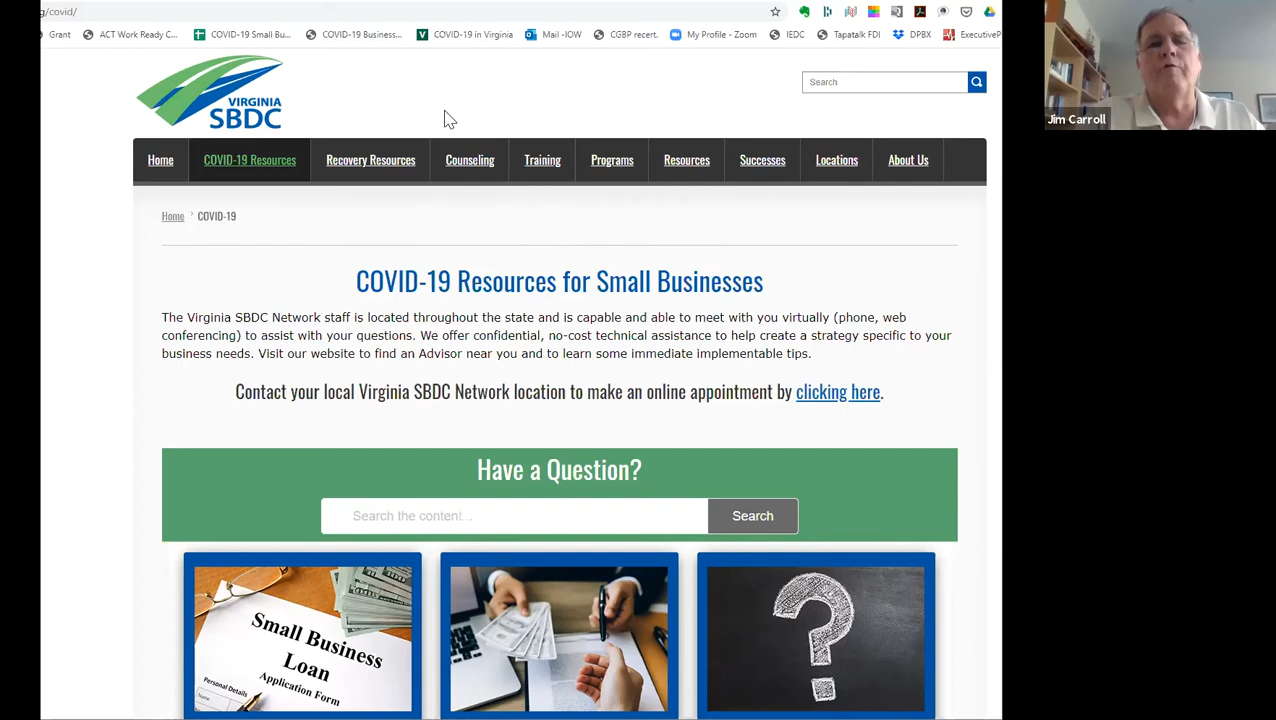 g/covid/
Grant
ACT Work Ready C...
COVID-19 Small Bu...
COVID-19 Business...
COVID-19 in Virginia
Mail -IOW
CGBP recert.
My Profile - Zoom
IEDC
Tapatalk FDI
DPBX
ExecutiveP
Jim Carroll
VIRGINIA
SBDC
Search
Home
COVID-19 Resources
Recovery Resources
Counseling
Training
Programs
Resources
Successes
Locations
About Us
Home › COVID-19
COVID-19 Resources for Small Businesses
The Virginia SBDC Network staff is located throughout the state and is capable and able to meet with you virtually (phone, web
conferencing) to assist with your questions. We offer confidential, no-cost technical assistance to help create a strategy specific to your
business needs. Visit our website to find an Advisor near you and to learn some immediate implementable tips.
Contact your local Virginia SBDC Network location to make an online appointment by clicking here.
Have a Question?
Search the content...
Search
Small Business
Loan
Application Form
Personal Details
Name
?